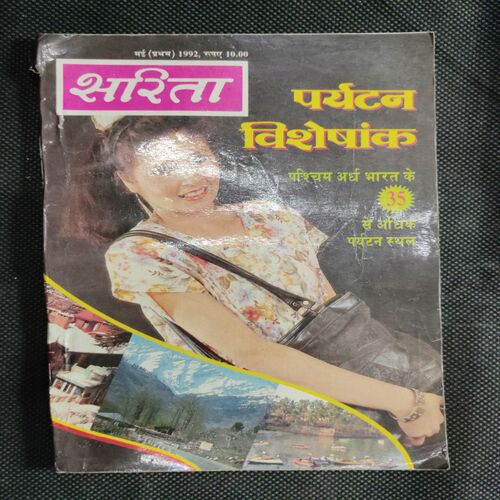 मई (प्रथम) 1992, रुपए 10.00
सरिता
पर्यटन
विशेषांक
पश्चिम अर्ध भारत के
35
से अधिक
पर्यटन स्थल